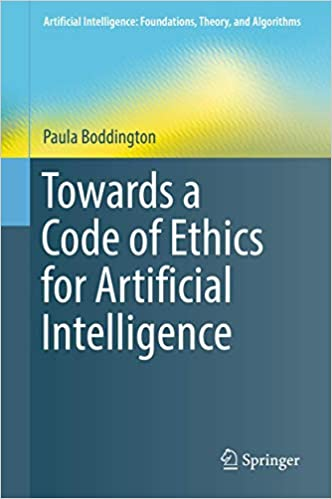 Artificial Intelligence: Foundations, Theory, and Algorithms
Paula Boddington
Towards a
Code of Ethics
for Artificial
Intelligence
Springer